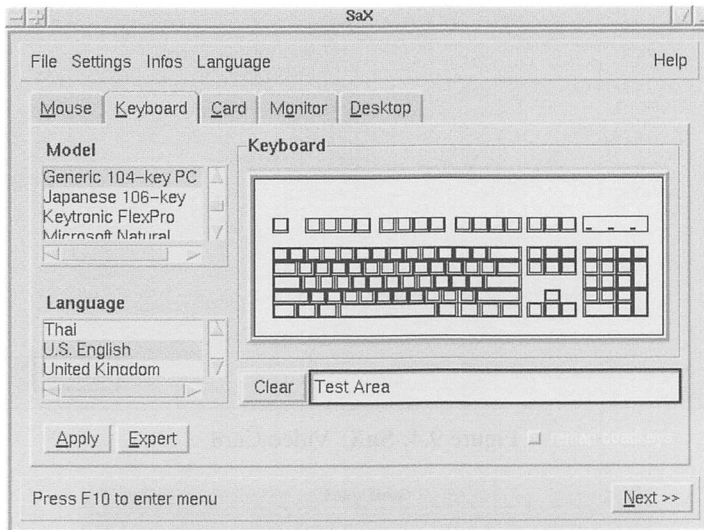 SaX
File Settings Infos Language Help
Mouse Keyboard Card Monitor Desktop
Model
Generic 104-key PC
Japanese 106-key
Keytronic FlexPro
Microsoft Natural
Language
Thai
U.S. English
United Kingdom
Keyboard
Clear Test Area
Apply Expert
Press F10 to enter menu Next >>